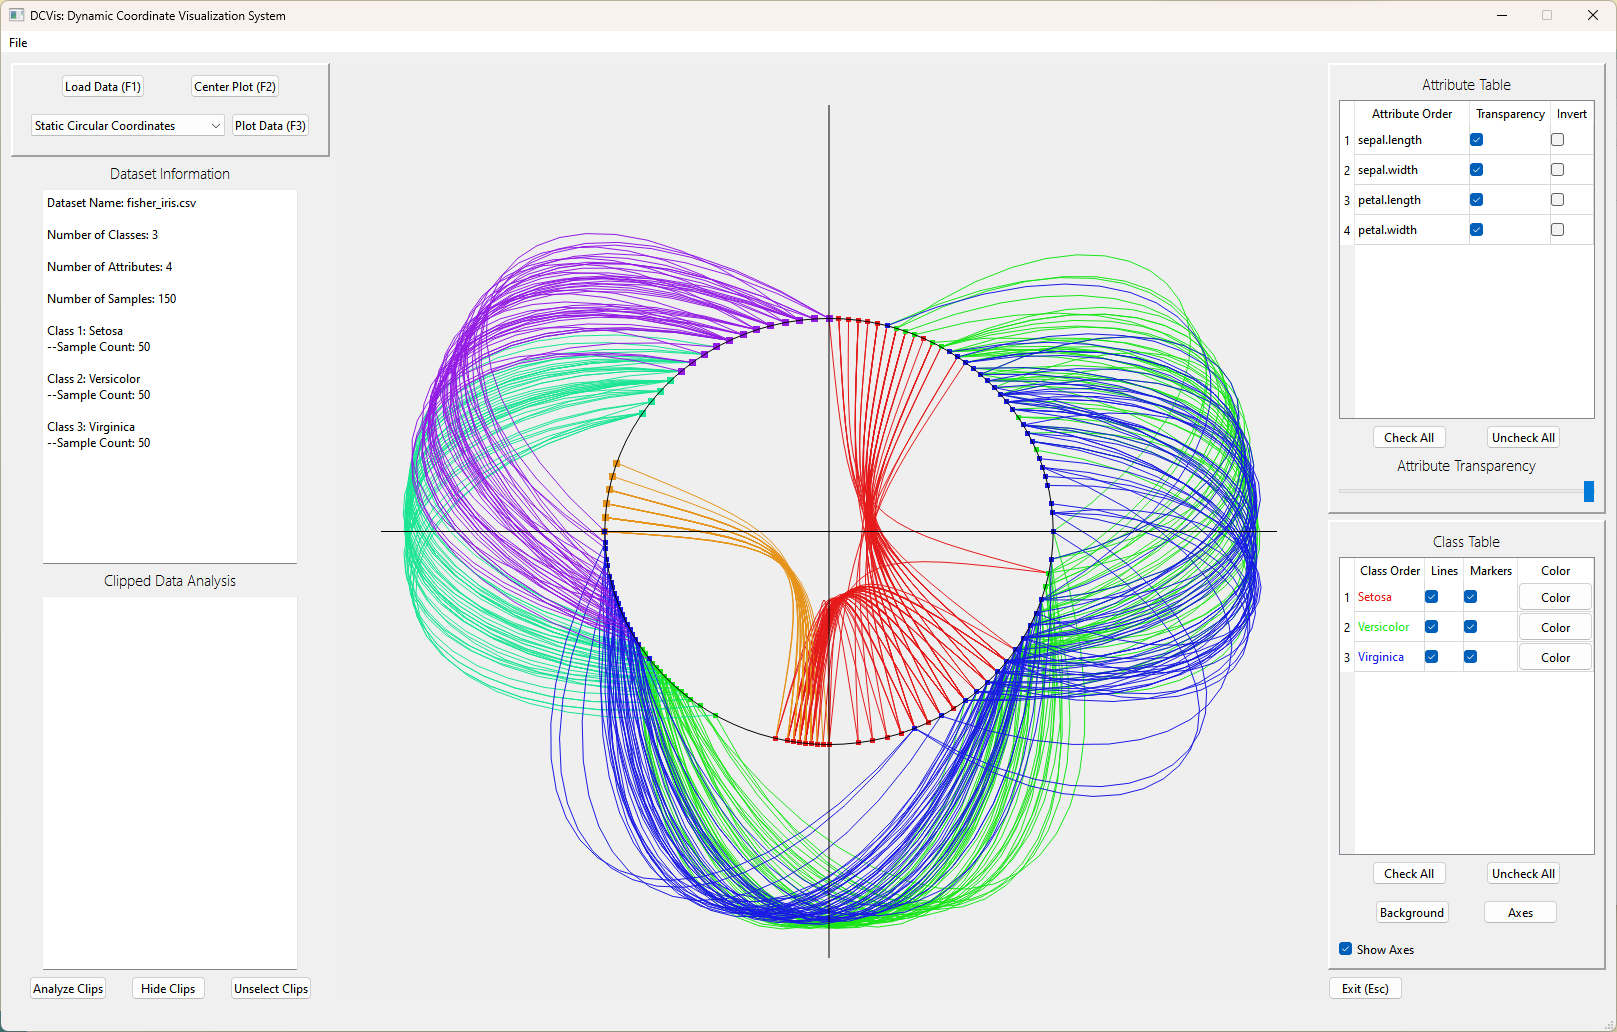 DCVis: Dynamic Coordinate Visualization System
File
Load Data (F1)
Center Plot (F2)
Static Circular Coordinates
Plot Data (F3)
Dataset Information
Dataset Name: fisher_iris.csv
Number of Classes: 3
Number of Attributes: 4
Number of Samples: 150
Class 1: Setosa
--Sample Count: 50
Class 2: Versicolor
--Sample Count: 50
Class 3: Virginica
--Sample Count: 50
Clipped Data Analysis
Analyze Clips
Hide Clips
Unselect Clips
Attribute Table
Attribute Order Transparency Invert
1 sepal.length
2 sepal.width
3 petal.length
4 petal.width
Check All
Uncheck All
Attribute Transparency
Class Table
Class Order Lines Markers Color
1 Setosa Color
2 Versicolor Color
3 Virginica Color
Check All
Uncheck All
Background
Axes
Show Axes
Exit (Esc)